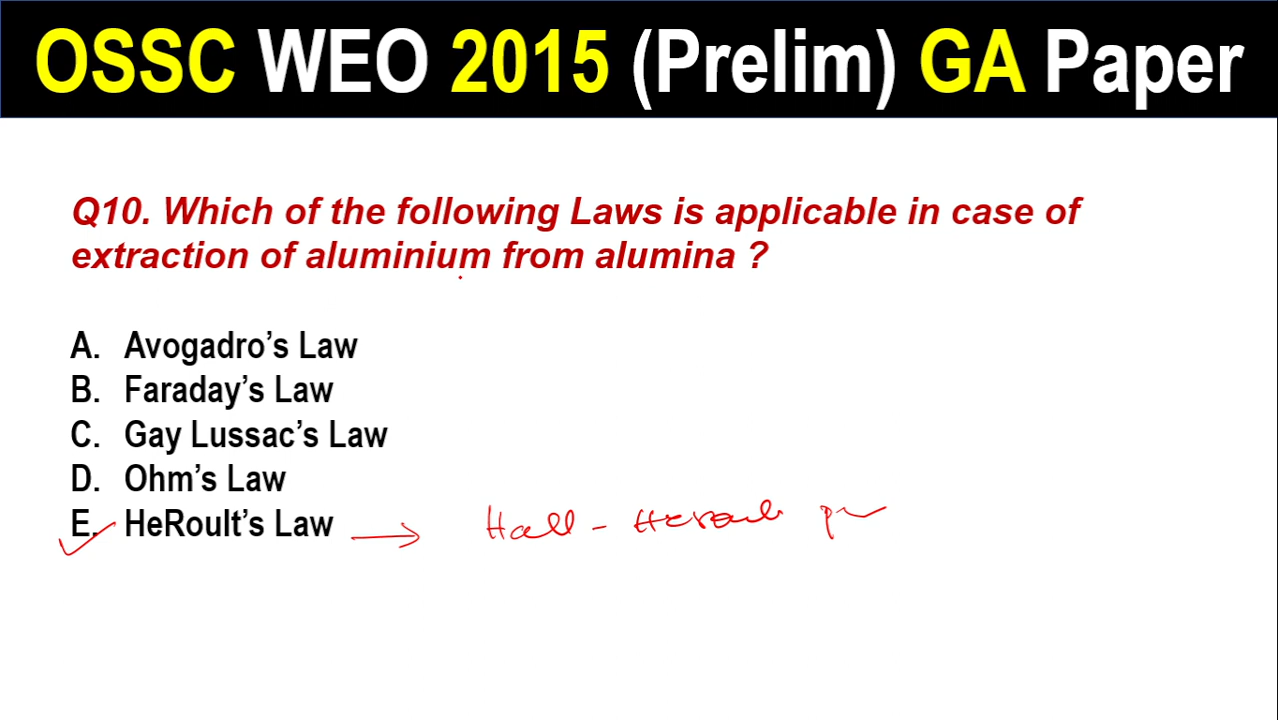 OSSC WEO 2015 (Prelim) GA Paper
Q10. Which of the following Laws is applicable in case of
extraction of aluminium from alumina ?
A. Avogadro’s Law
B. Faraday’s Law
C. Gay Lussac’s Law
D. Ohm’s Law
E. HeRoult’s Law → Hall - Heroult